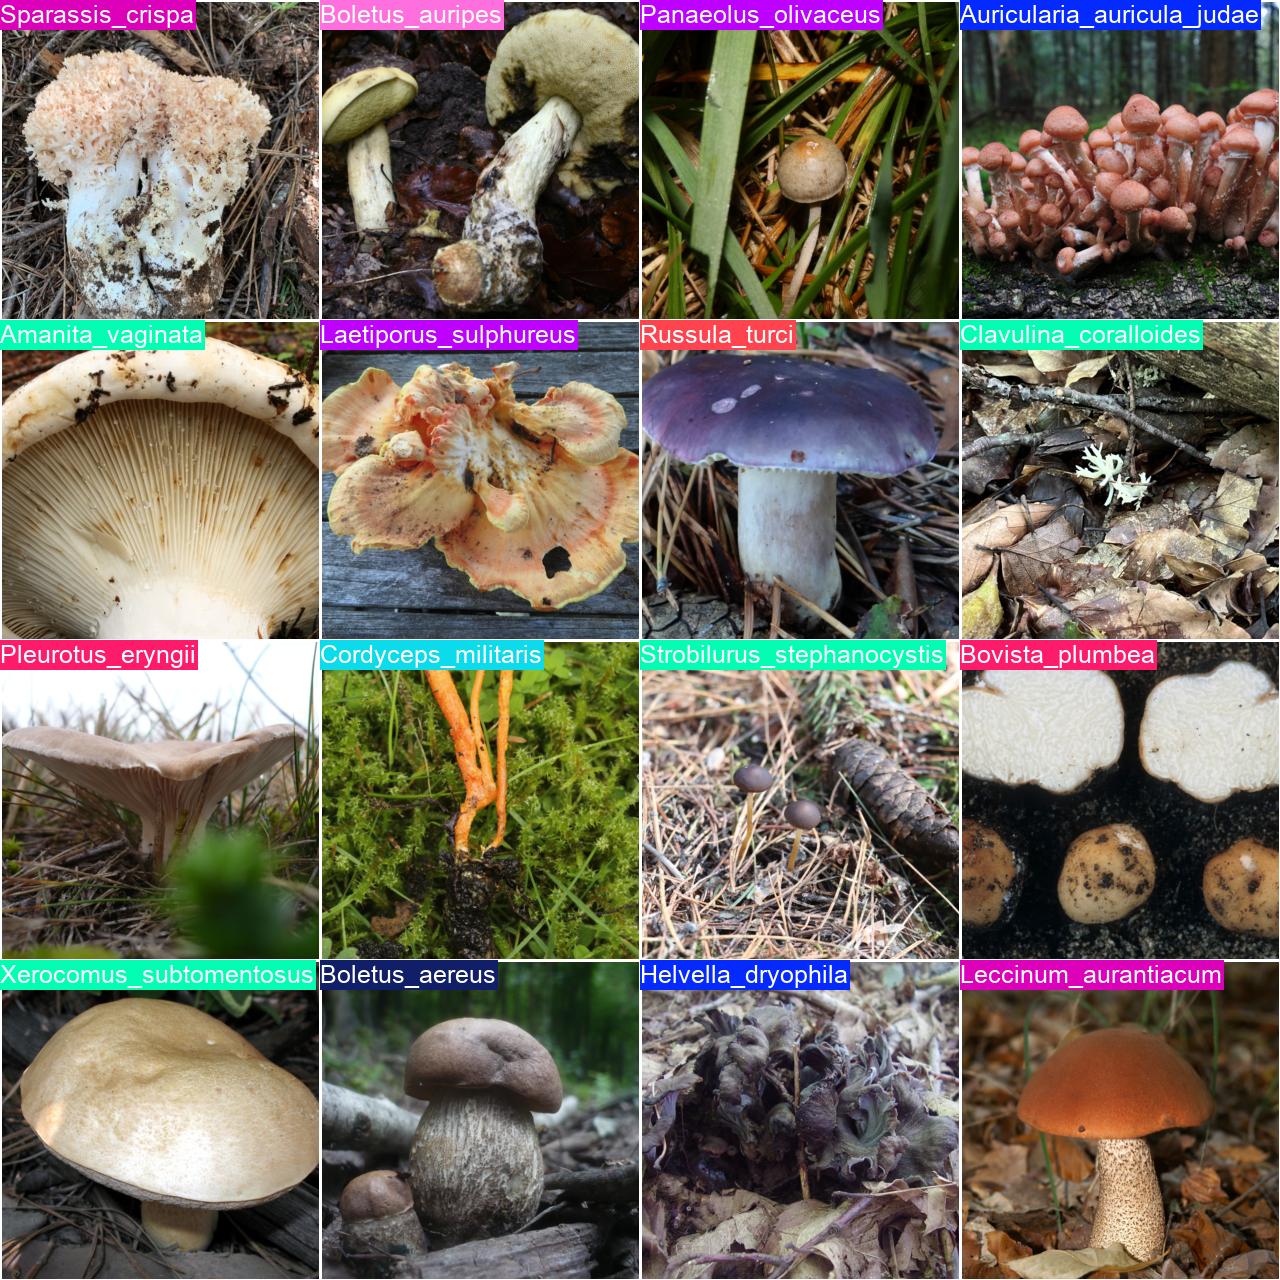 Sparassis_crispa
Boletus_auripes
Panaeolus_olivaceus
Auricularia_auricula_judae
Amanita_vaginata
Laetiporus_sulphureus
Russula_turci
Clavulina_coralloides
Pleurotus_eryngii
Cordyceps_militaris
Strobilurus_stephanocystis
Bovista_plumbea
Xerocomus_subtomentosus
Boletus_aereus
Helvella_dryophila
Leccinum_aurantiacum